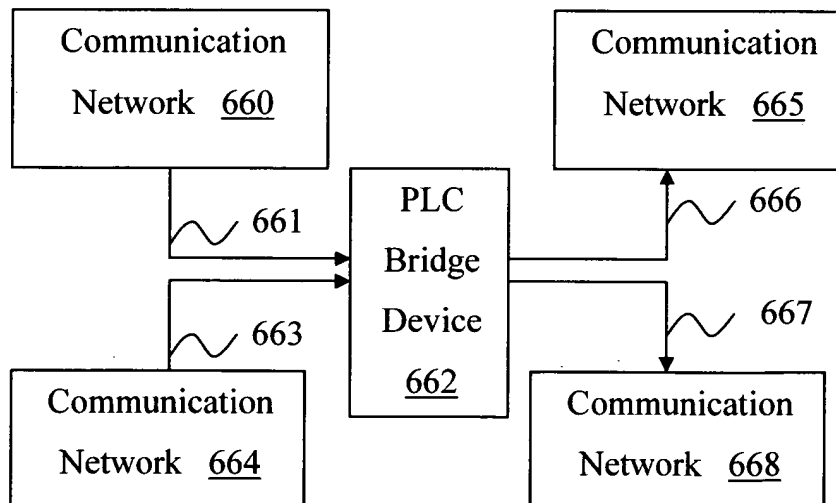 Communication
Network 660
Communication
Network 665
661
PLC
Bridge
Device
662
666
663
667
Communication
Network 664
Communication
Network 668